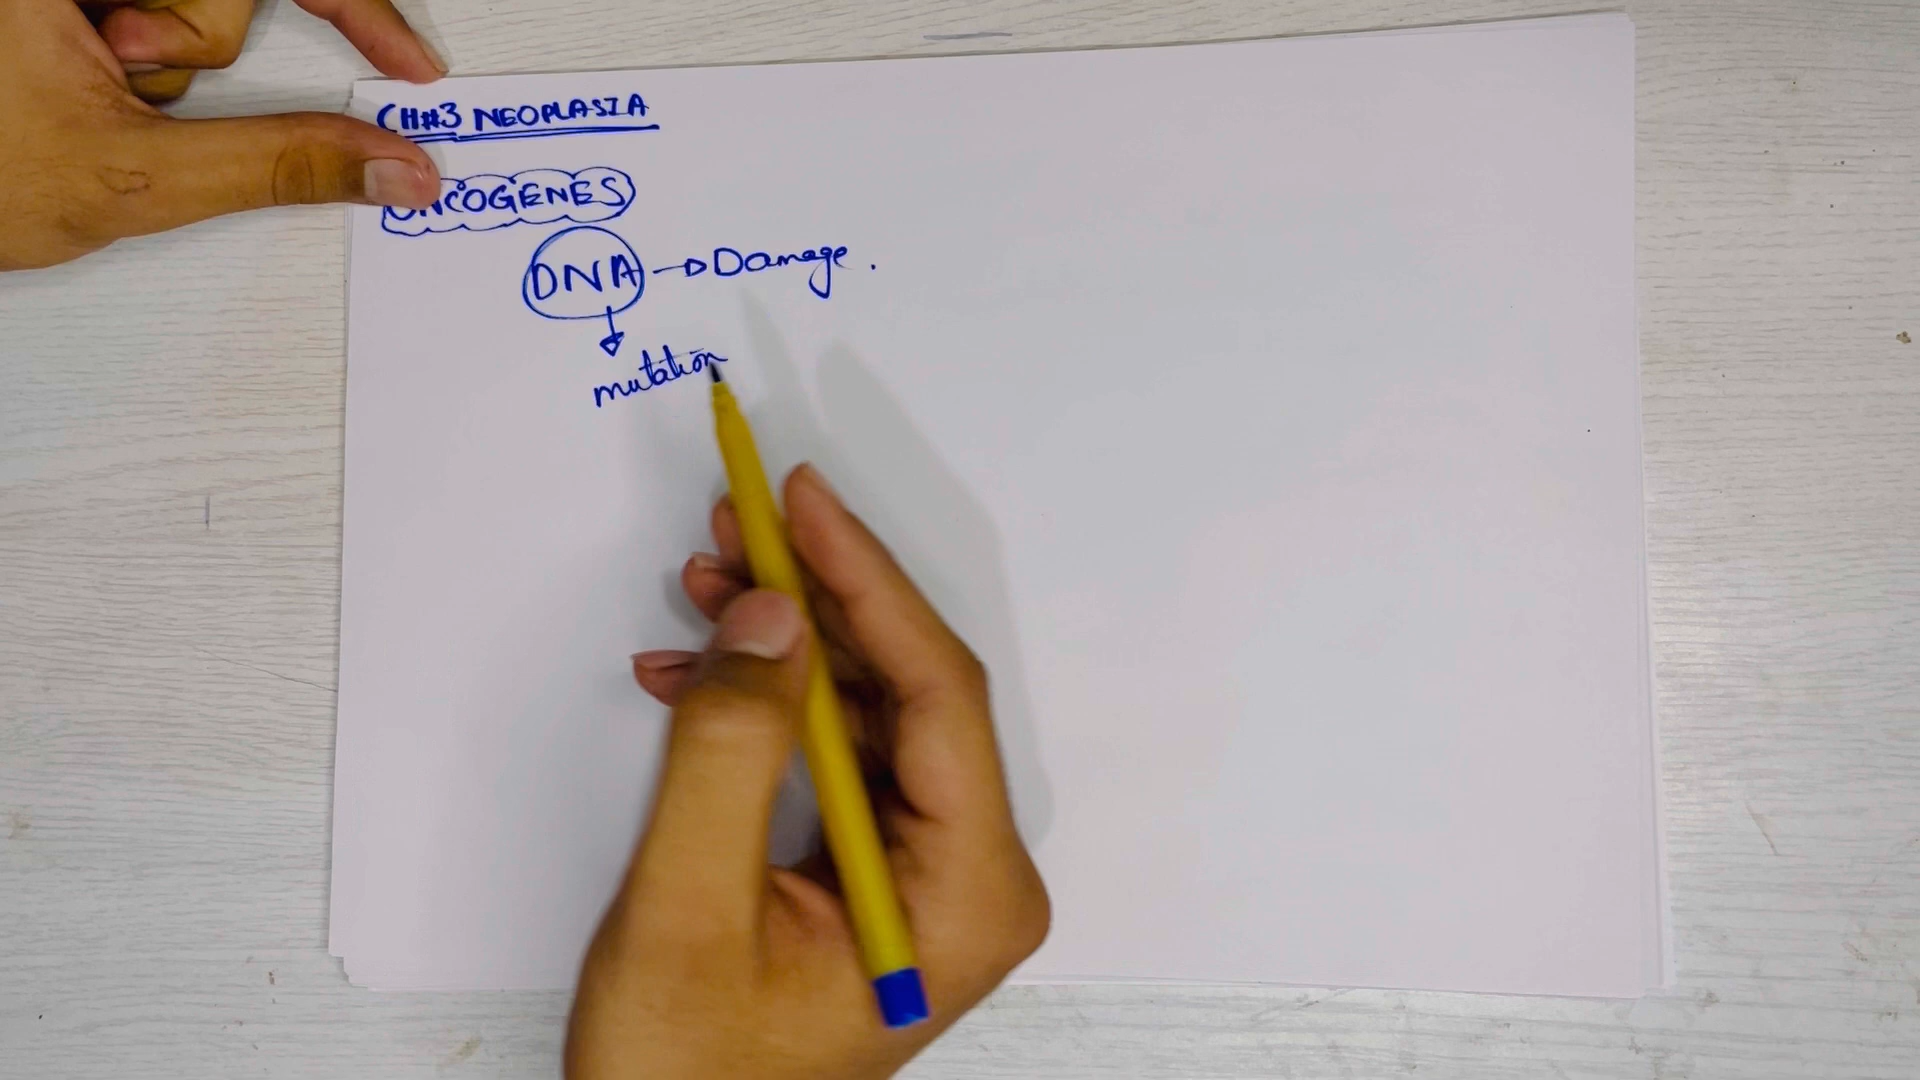 CH#3 NEOPLASIA
ONCOGENES
DNA → Damage.
mutation